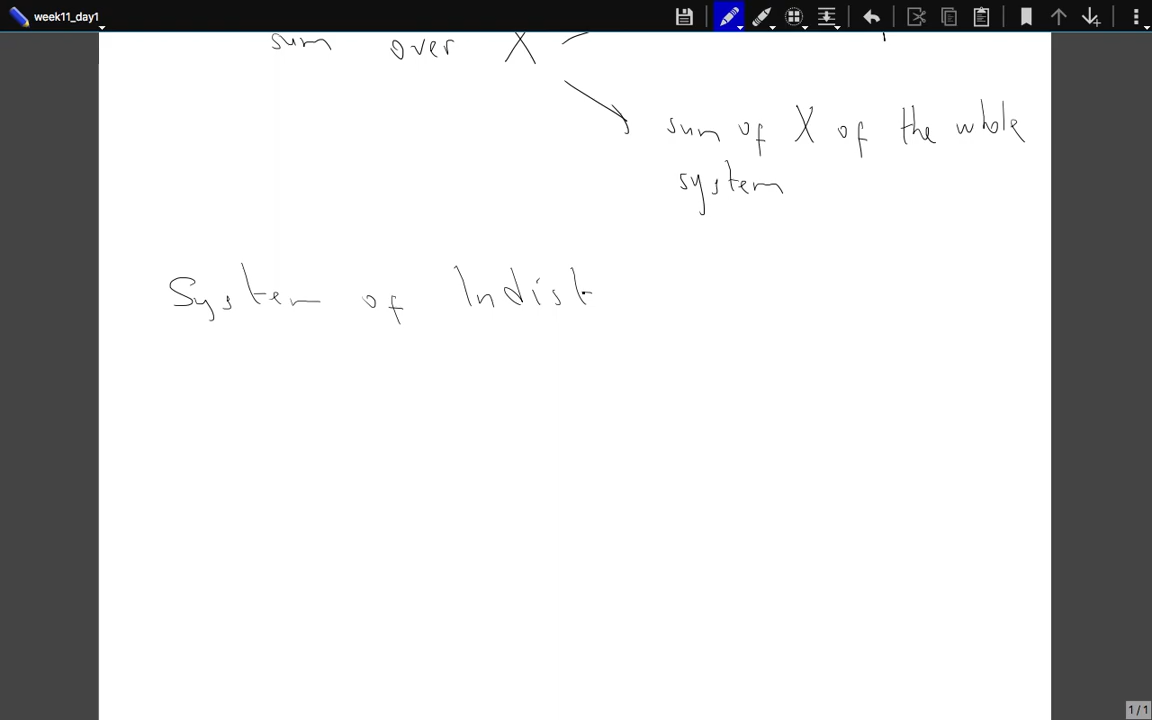 week11_day1
sum over X
sum of X of the whole
system
System of Indist
1 / 1